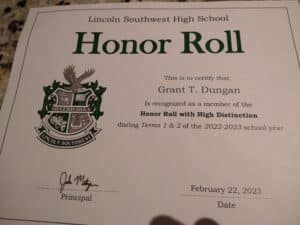 Lincoln Southwest High School
Honor Roll
This is to certify that
Grant T. Dungan
Is recognized as a member of the
Honor Roll with High Distinction
during Terms 1 & 2 of the 2022-2023 school year
Principal
February 22, 2023
Date